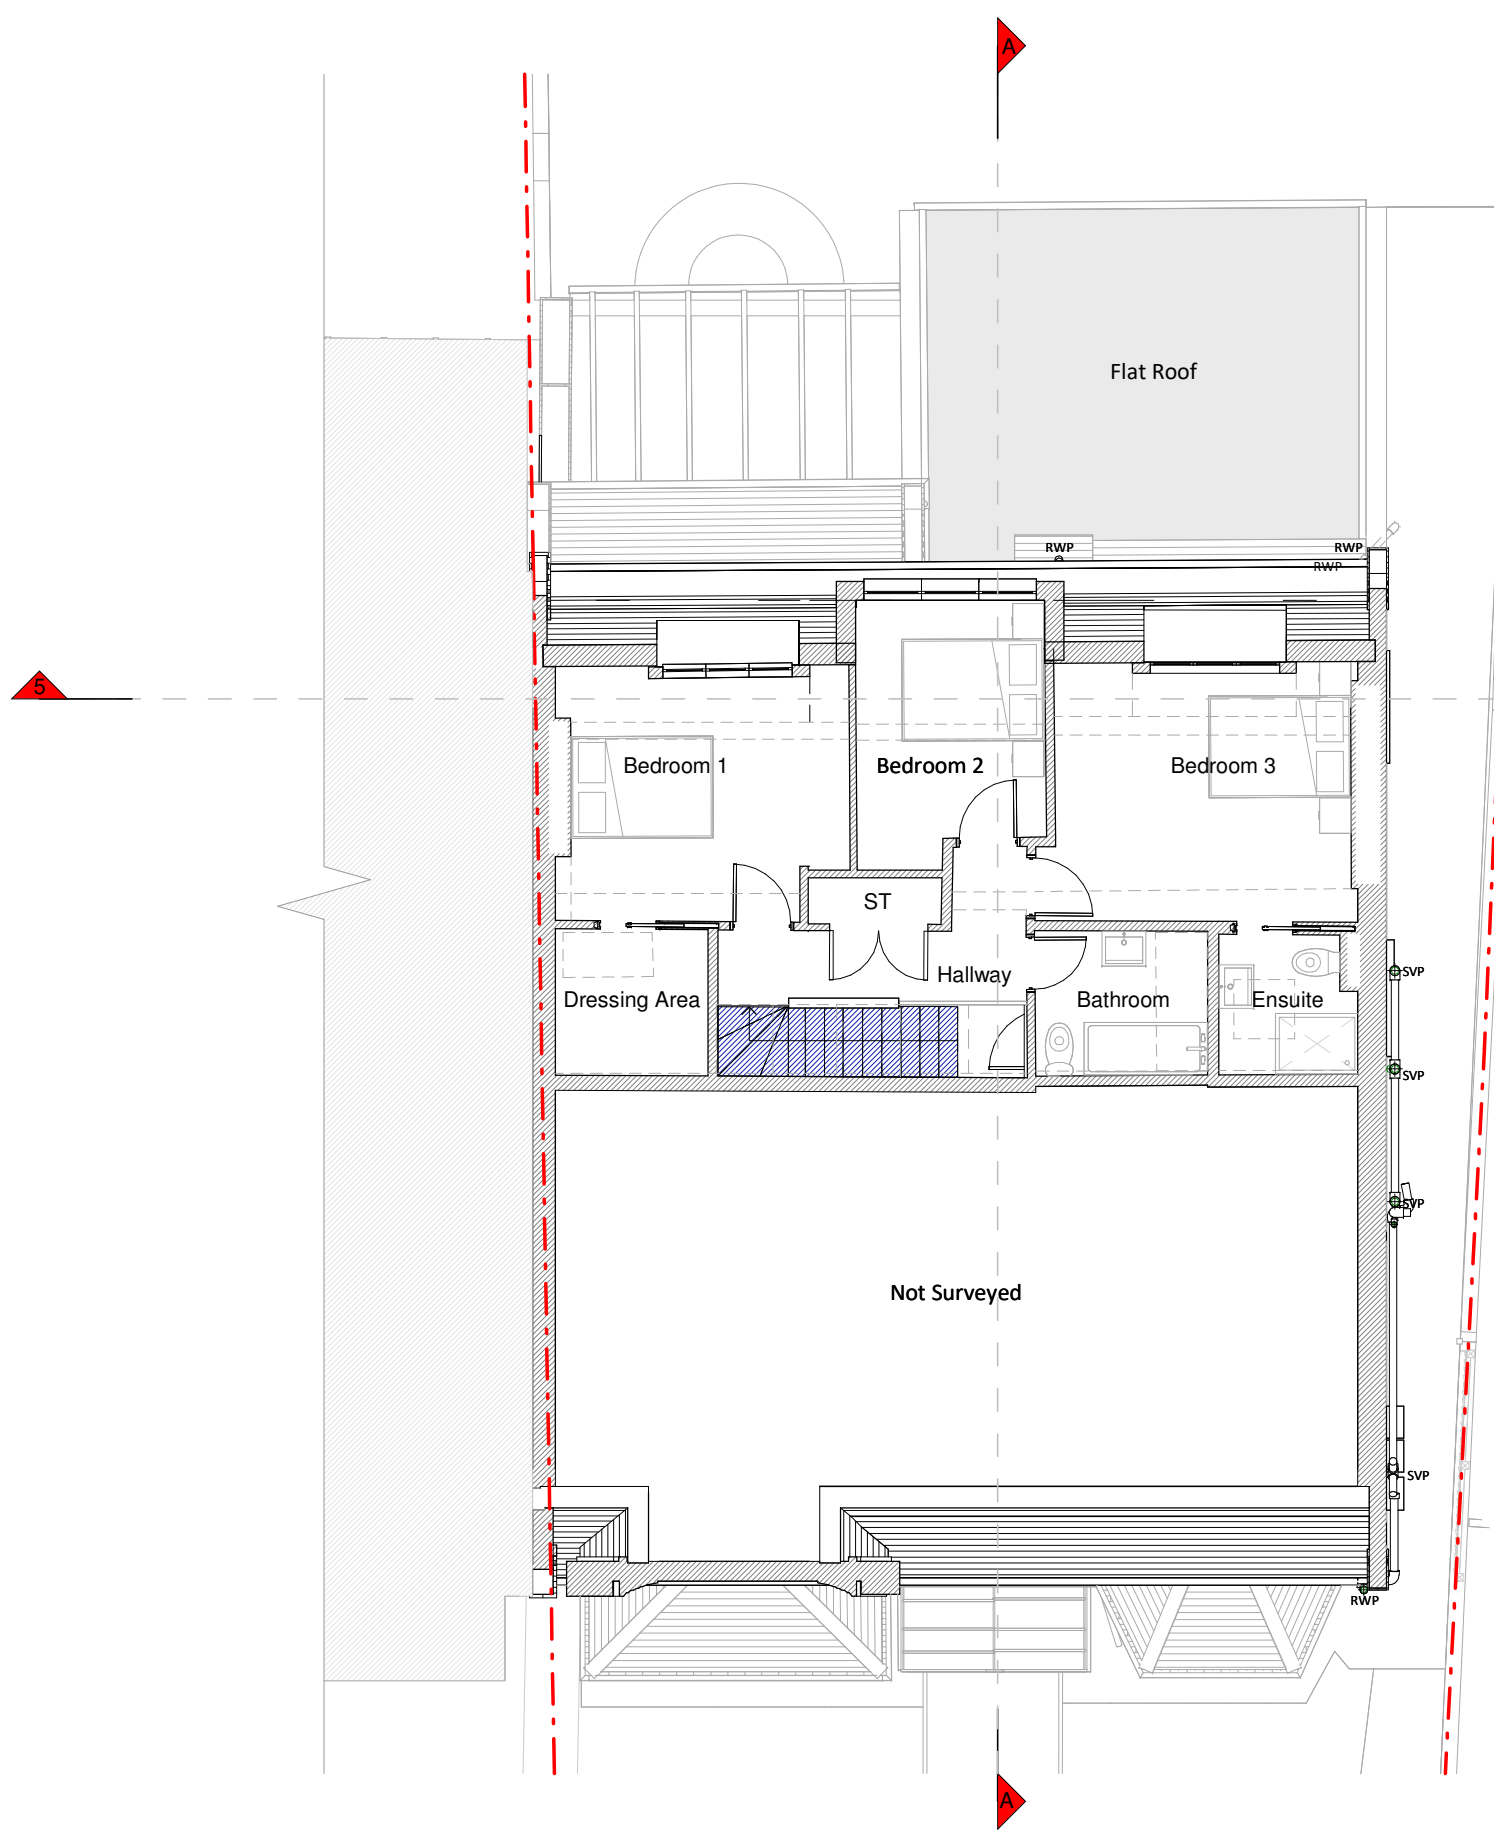 A
Flat Roof
RWP
RWP
RWP
5
Bedroom 1
Bedroom 2
Bedroom 3
ST
Hallway
SVP
Dressing Area
Bathroom
Ensuite
SVP
SVP
Not Surveyed
SVP
RWP
A